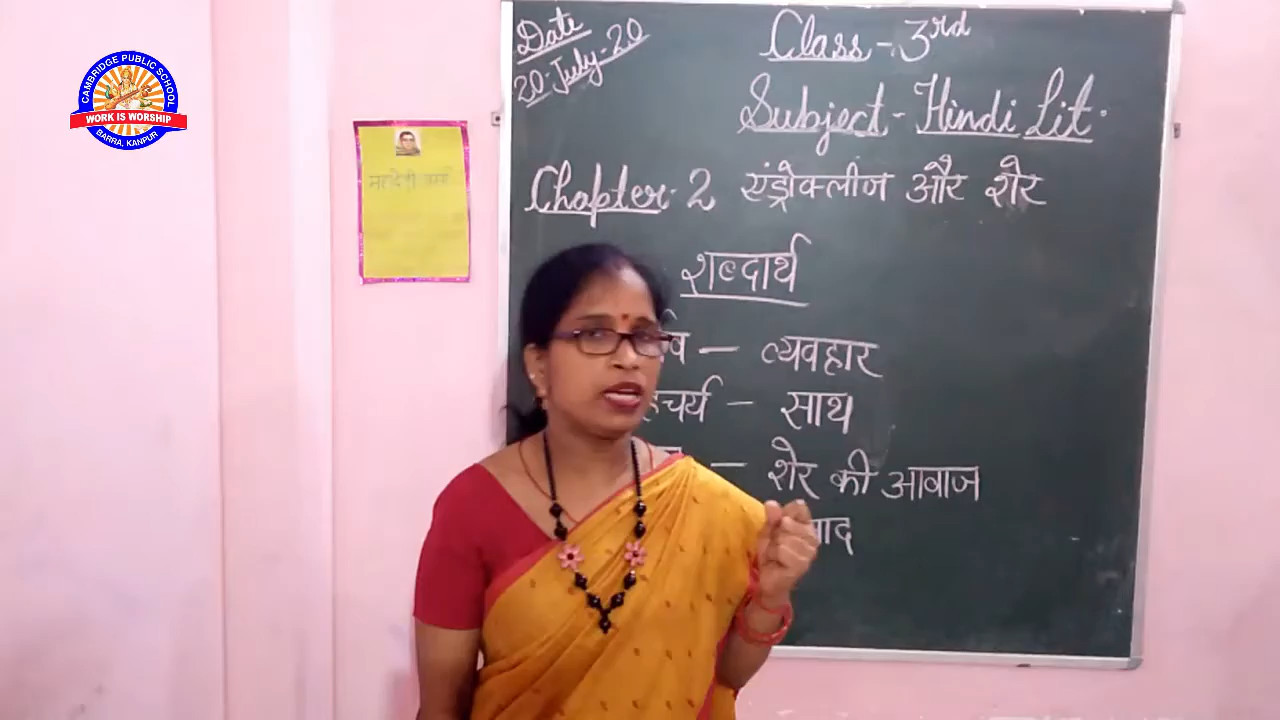 CAMBRIDGE PUBLIC SCHOOL
WORK IS WORSHIP
BARRA, KANPUR
Date
20-July-20
Class - 3rd
Subject - Hindi Lit.
Chapter - 2 एंड्रोक्लीज और शेर
शब्दार्थ
— व्यवहार
चर्य — साथ
— शेर की आवाज